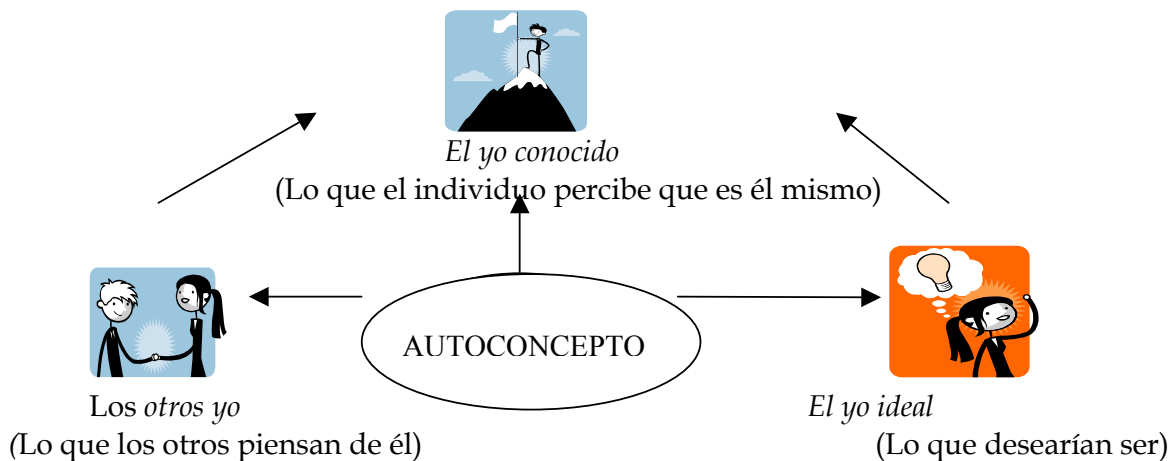 El yo conocido
(Lo que el individuo percibe que es él mismo)
AUTOCONCEPTO
Los otros yo
(Lo que los otros piensan de él)
El yo ideal
(Lo que desearían ser)